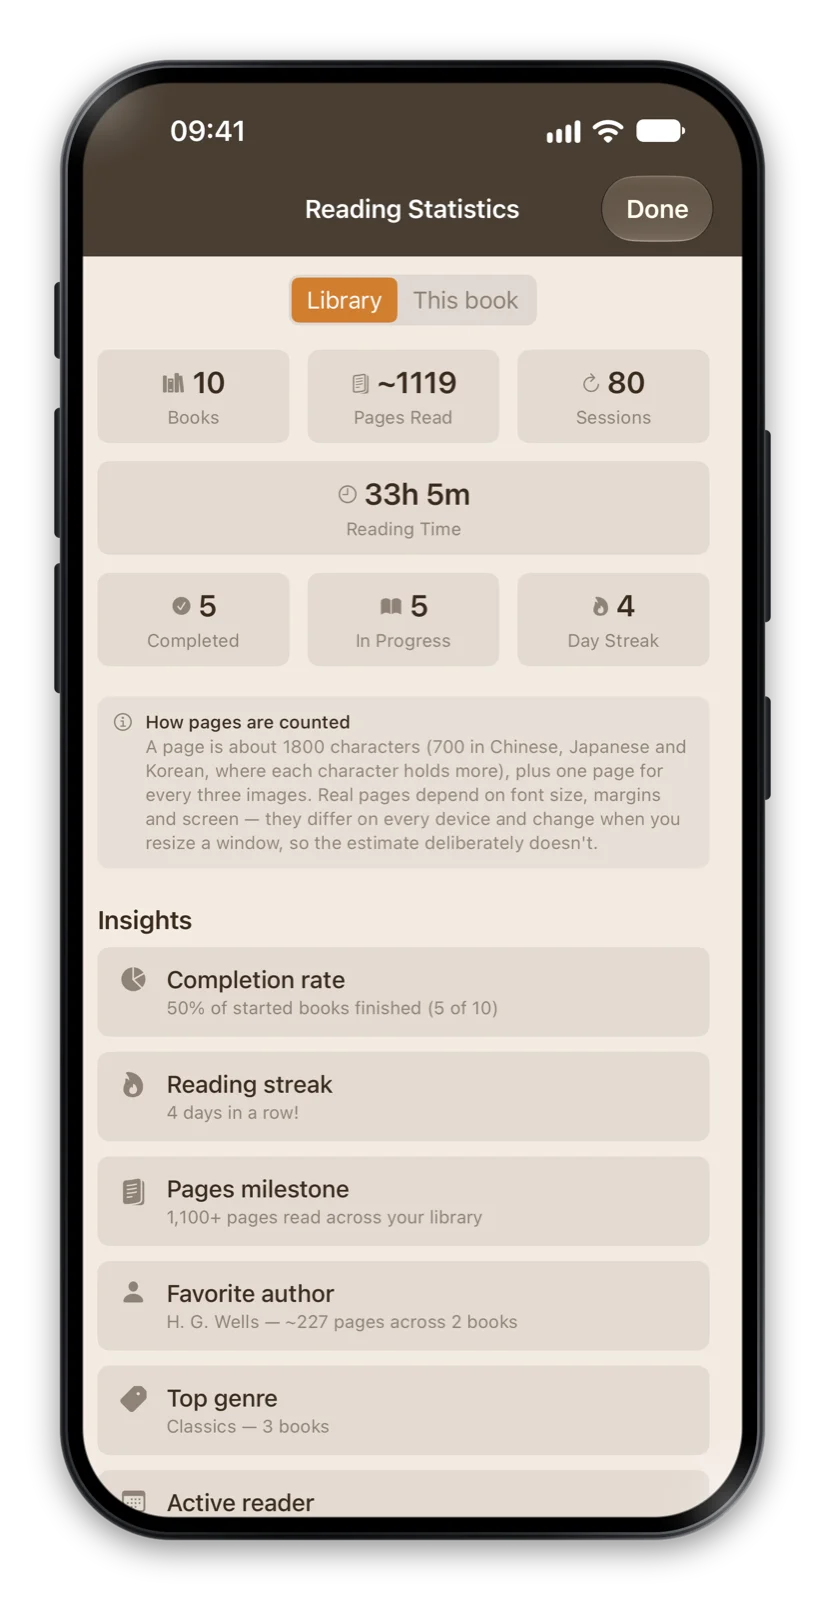 09:41
Reading Statistics
Done
Library
This book
10
Books
~1119
Pages Read
80
Sessions
33h 5m
Reading Time
5
Completed
5
In Progress
4
Day Streak
How pages are counted
A page is about 1800 characters (700 in Chinese, Japanese and
Korean, where each character holds more), plus one page for
every three images. Real pages depend on font size, margins
and screen — they differ on every device and change when you
resize a window, so the estimate deliberately doesn't.
Insights
Completion rate
50% of started books finished (5 of 10)
Reading streak
4 days in a row!
Pages milestone
1,100+ pages read across your library
Favorite author
H. G. Wells — ~227 pages across 2 books
Top genre
Classics — 3 books
Active reader